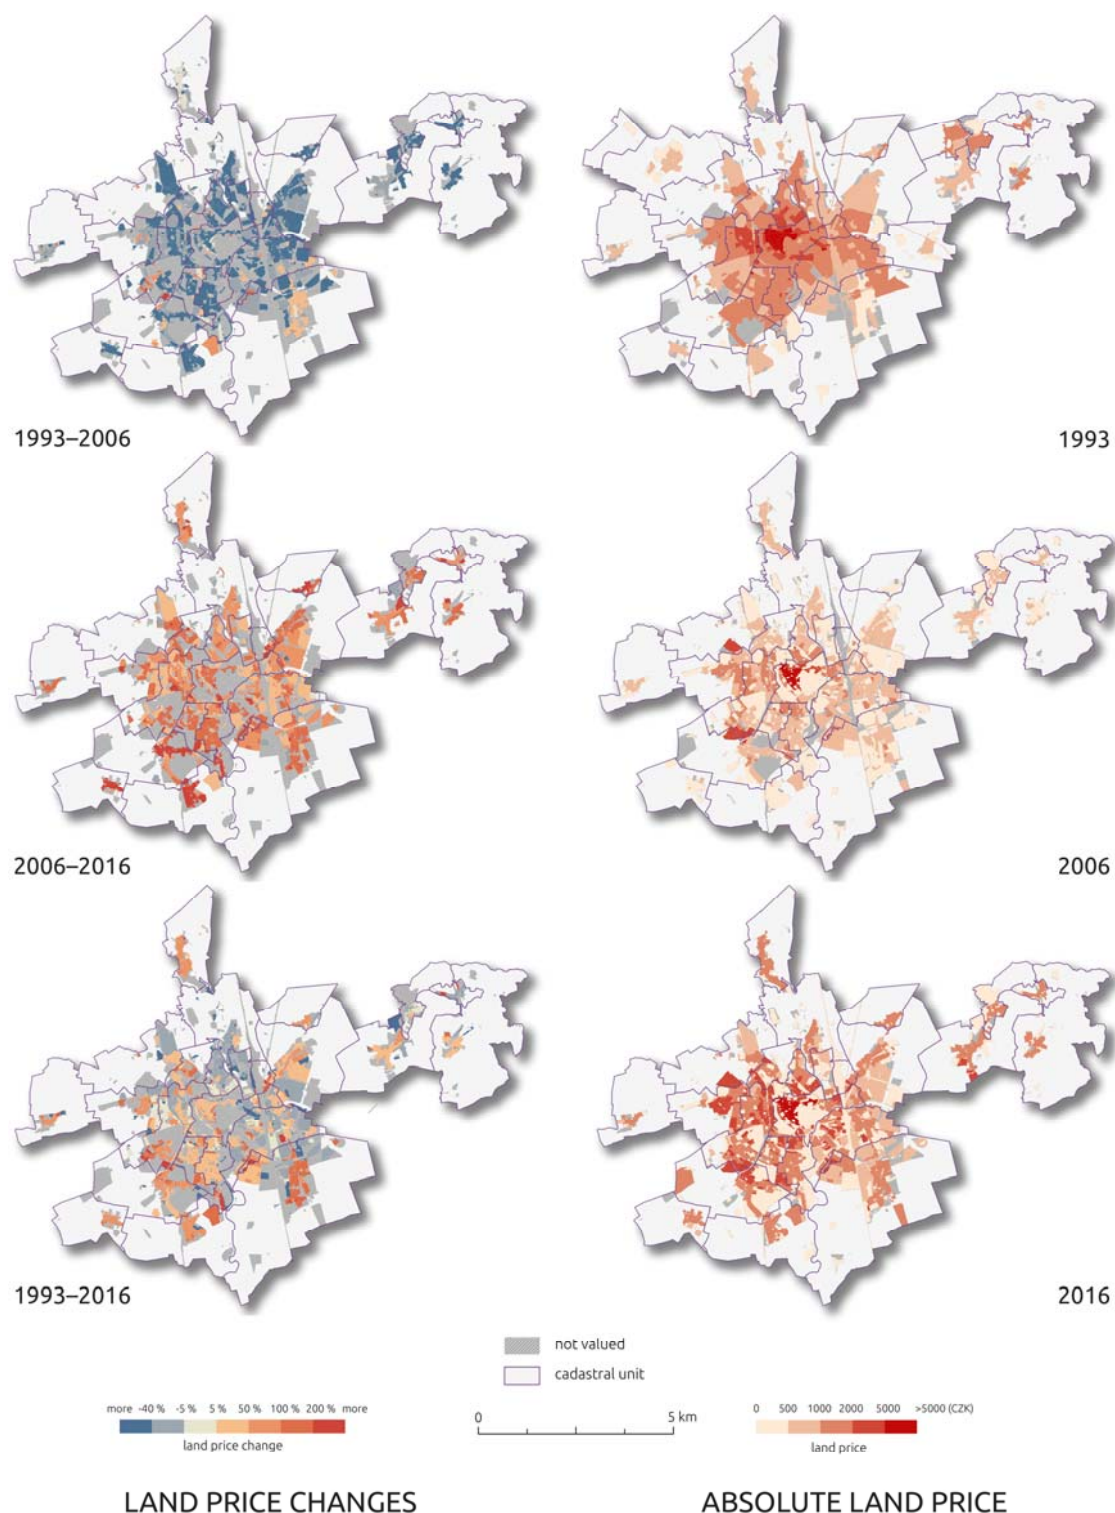 1993–2006
1993
2006–2016
2006
1993–2016
2016
not valued
cadastral unit
more -40 % -5 % 5 % 50 % 100 % 200 % more
land price change
0 5 km
0 500 1000 2000 5000 >5000 (CZK)
land price
LAND PRICE CHANGES
ABSOLUTE LAND PRICE